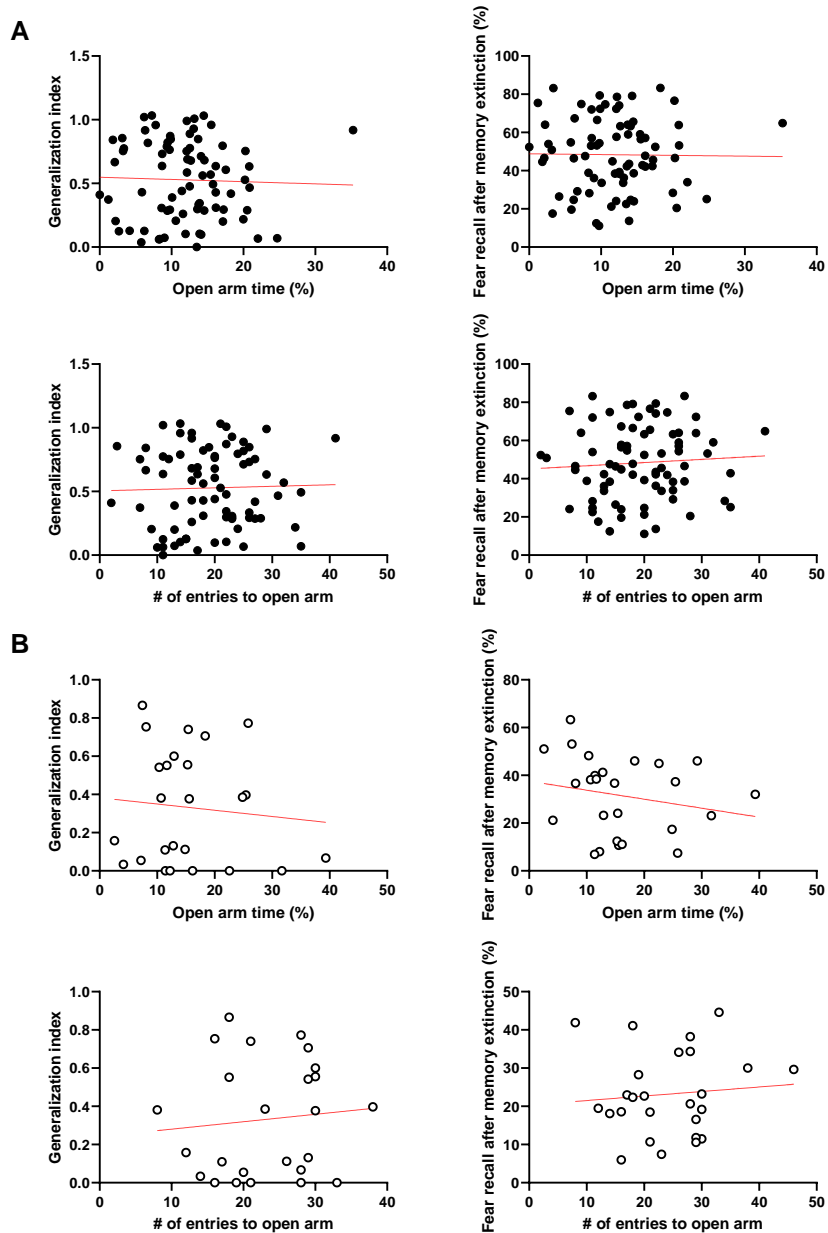 A
Generalization index
1.5
1.0
0.5
0.0
0 10 20 30 40
Open arm time (%)
Fear recall after memory extinction (%)
100
80
60
40
20
0
0 10 20 30 40
Open arm time (%)
Generalization index
1.5
1.0
0.5
0.0
0 10 20 30 40 50
# of entries to open arm
Fear recall after memory extinction (%)
100
80
60
40
20
0
0 10 20 30 40 50
# of entries to open arm
B
Generalization index
1.0
0.8
0.6
0.4
0.2
0.0
0 10 20 30 40 50
Open arm time (%)
Fear recall after memory extinction (%)
80
60
40
20
0
0 10 20 30 40 50
Open arm time (%)
Generalization index
1.0
0.8
0.6
0.4
0.2
0.0
0 10 20 30 40
# of entries to open arm
Fear recall after memory extinction (%)
50
40
30
20
10
0
0 10 20 30 40 50
# of entries to open arm